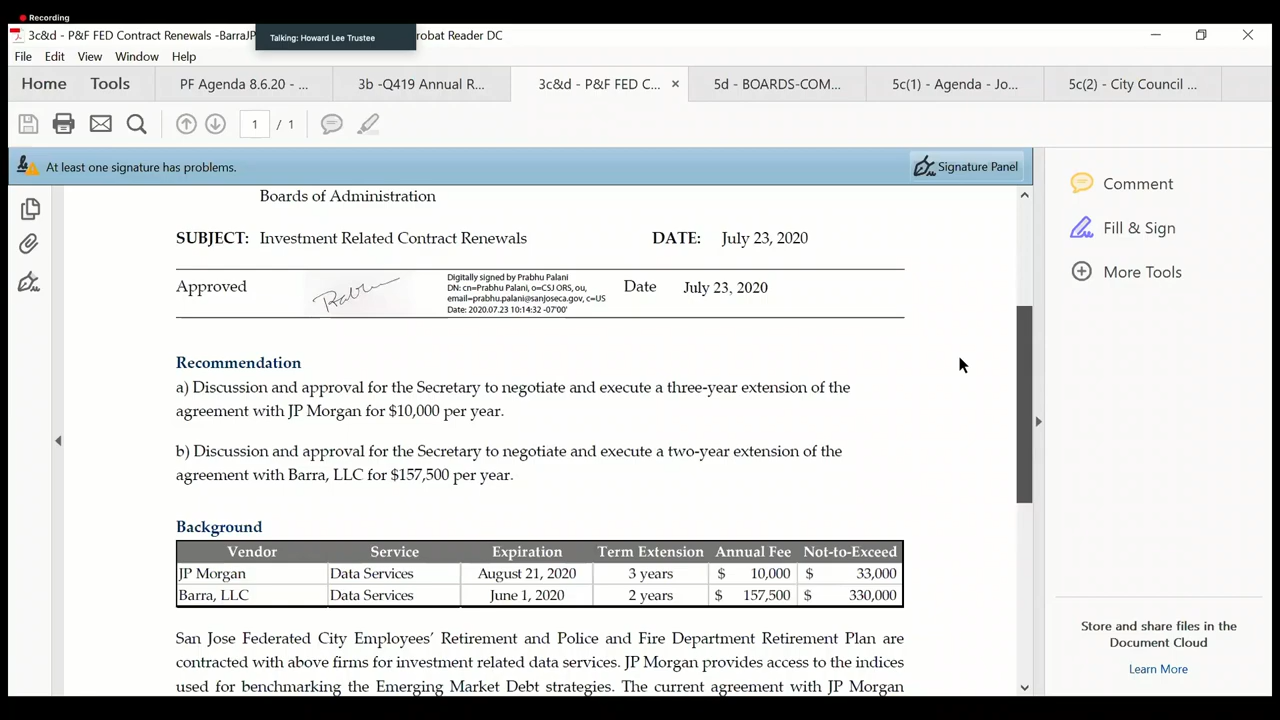 Recording
3c&d - P&F FED Contract Renewals -BarraJP
Talking: Howard Lee Trustee
robat Reader DC
File Edit View Window Help
Home Tools PF Agenda 8.6.20 - ... 3b -Q419 Annual R... 3c&d - P&F FED C... × 5d - BOARDS-COM... 5c(1) - Agenda - Jo... 5c(2) - City Council ...
1 / 1
At least one signature has problems.
Signature Panel
Boards of Administration
SUBJECT: Investment Related Contract Renewals DATE: July 23, 2020
Approved
Prabhu
Digitally signed by Prabhu Palani
DN: cn=Prabhu Palani, o=CSJ ORS, ou,
email=prabhu.palani@sanjoseca.gov, c=US
Date: 2020.07.23 10:14:32 -07'00'
Date July 23, 2020
Recommendation
a) Discussion and approval for the Secretary to negotiate and execute a three-year extension of the
agreement with JP Morgan for $10,000 per year.
b) Discussion and approval for the Secretary to negotiate and execute a two-year extension of the
agreement with Barra, LLC for $157,500 per year.
Background
Vendor Service Expiration Term Extension Annual Fee Not-to-Exceed
JP Morgan Data Services August 21, 2020 3 years $ 10,000 $ 33,000
Barra, LLC Data Services June 1, 2020 2 years $ 157,500 $ 330,000
San Jose Federated City Employees' Retirement and Police and Fire Department Retirement Plan are
contracted with above firms for investment related data services. JP Morgan provides access to the indices
used for benchmarking the Emerging Market Debt strategies. The current agreement with JP Morgan
Comment
Fill & Sign
More Tools
Store and share files in the
Document Cloud
Learn More